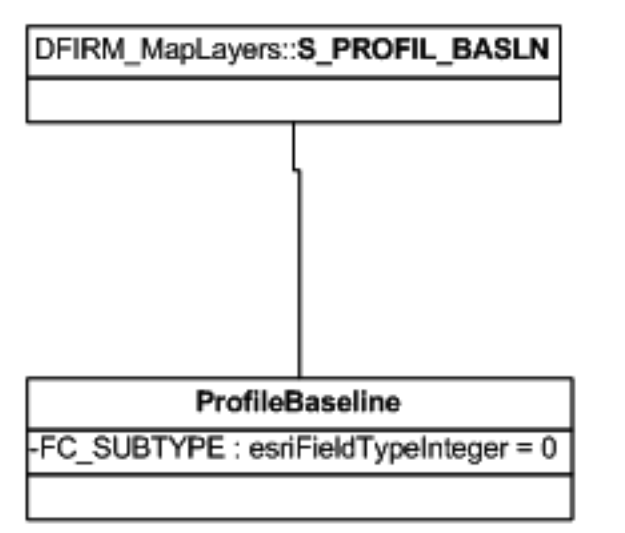 DFIRM_MapLayers::S_PROFIL_BASLN
ProfileBaseline
-FC_SUBTYPE : esriFieldTypeInteger = 0